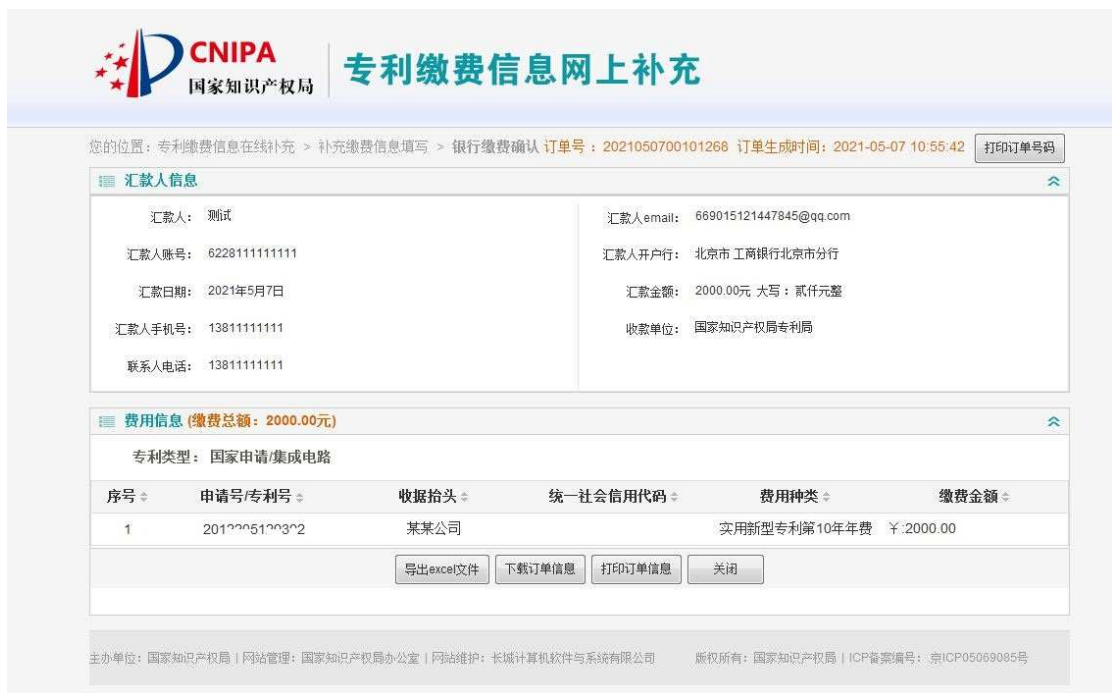 CNIPA
国家知识产权局
专利缴费信息网上补充
您的位置：专利缴费信息在线补充 > 补充缴费信息填写 > 银行缴费确认 订单号：2021050700101268 订单生成时间：2021-05-07 10:55:42 打印订单号码
汇款人信息
汇款人： 测试 汇款人email： 669015121447845@qq.com
汇款人账号： 6228111111111 汇款人开户行： 北京市 工商银行北京市分行
汇款日期： 2021年5月7日 汇款金额： 2000.00元 大写：贰仟元整
汇款人手机号： 13811111111 收款单位： 国家知识产权局专利局
联系人电话： 13811111111
费用信息 (缴费总额：2000.00元)
专利类型： 国家申请/集成电路
序号 申请号/专利号 收据抬头 统一社会信用代码 费用种类 缴费金额
1 某某公司 实用新型专利第10年年费 ￥:2000.00
导出excel文件 下载订单信息 打印订单信息 关闭
主办单位：国家知识产权局 | 网站管理：国家知识产权局办公室 | 网站维护：长城计算机软件与系统有限公司 版权所有：国家知识产权局 | ICP备案编号：京ICP05069085号